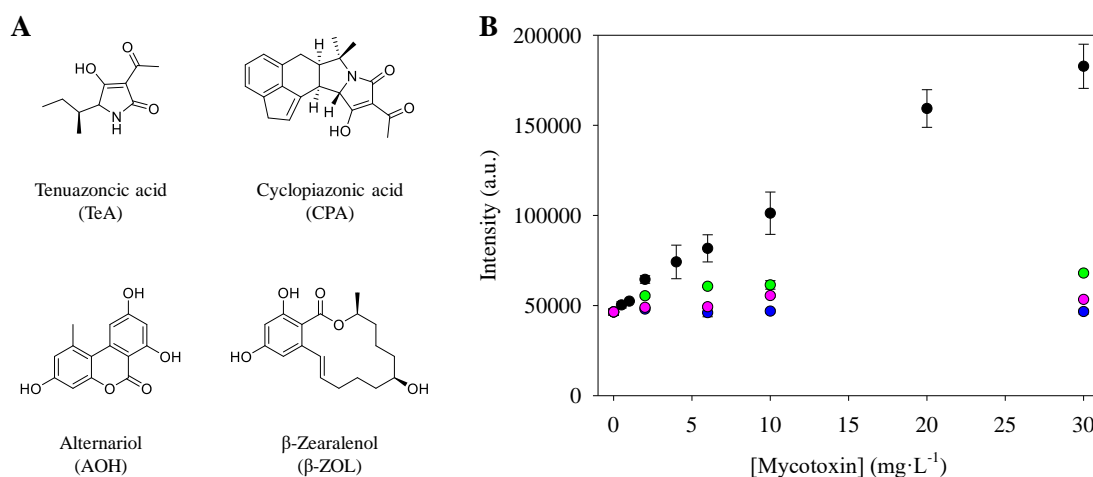 A
B
HO
O
O
N
H
H
H
N
O
H
H
HO
O
Tenuazoncic acid
(TeA)
Cyclopiazonic acid
(CPA)
OH
HO
O
O
OH
OH
O
O
HO
OH
Alternariol
(AOH)
β-Zearalenol
(β-ZOL)
Intensity (a.u.)
200000
150000
100000
50000
0
0 5 10 15 20 25 30
[Mycotoxin] (mg·L-1)